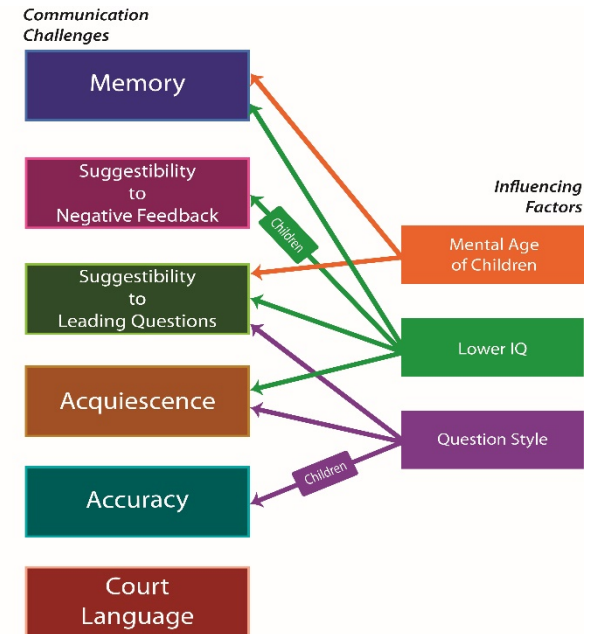 Communication
Challenges
Memory
Suggestibility
to
Negative Feedback
Children
Influencing
Factors
Mental Age
of Children
Suggestibility
to
Leading Questions
Lower IQ
Acquiescence
Question Style
Children
Accuracy
Court
Language